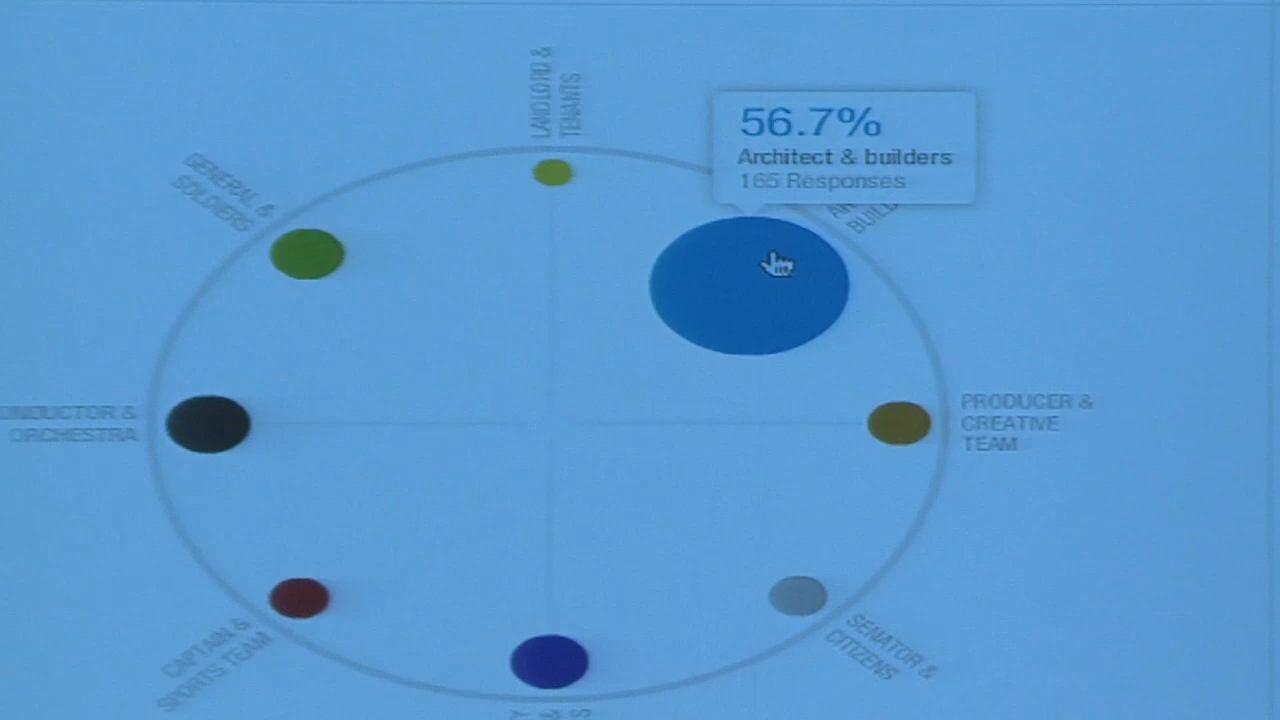 LANDLORD &
TENANTS
56.7%
Architect & builders
165 Responses
GENERAL &
SOLDIERS
CONDUCTOR &
ORCHESTRA
PRODUCER &
CREATIVE
TEAM
CAPTAIN &
SPORTS TEAM
SENATOR &
CITIZENS